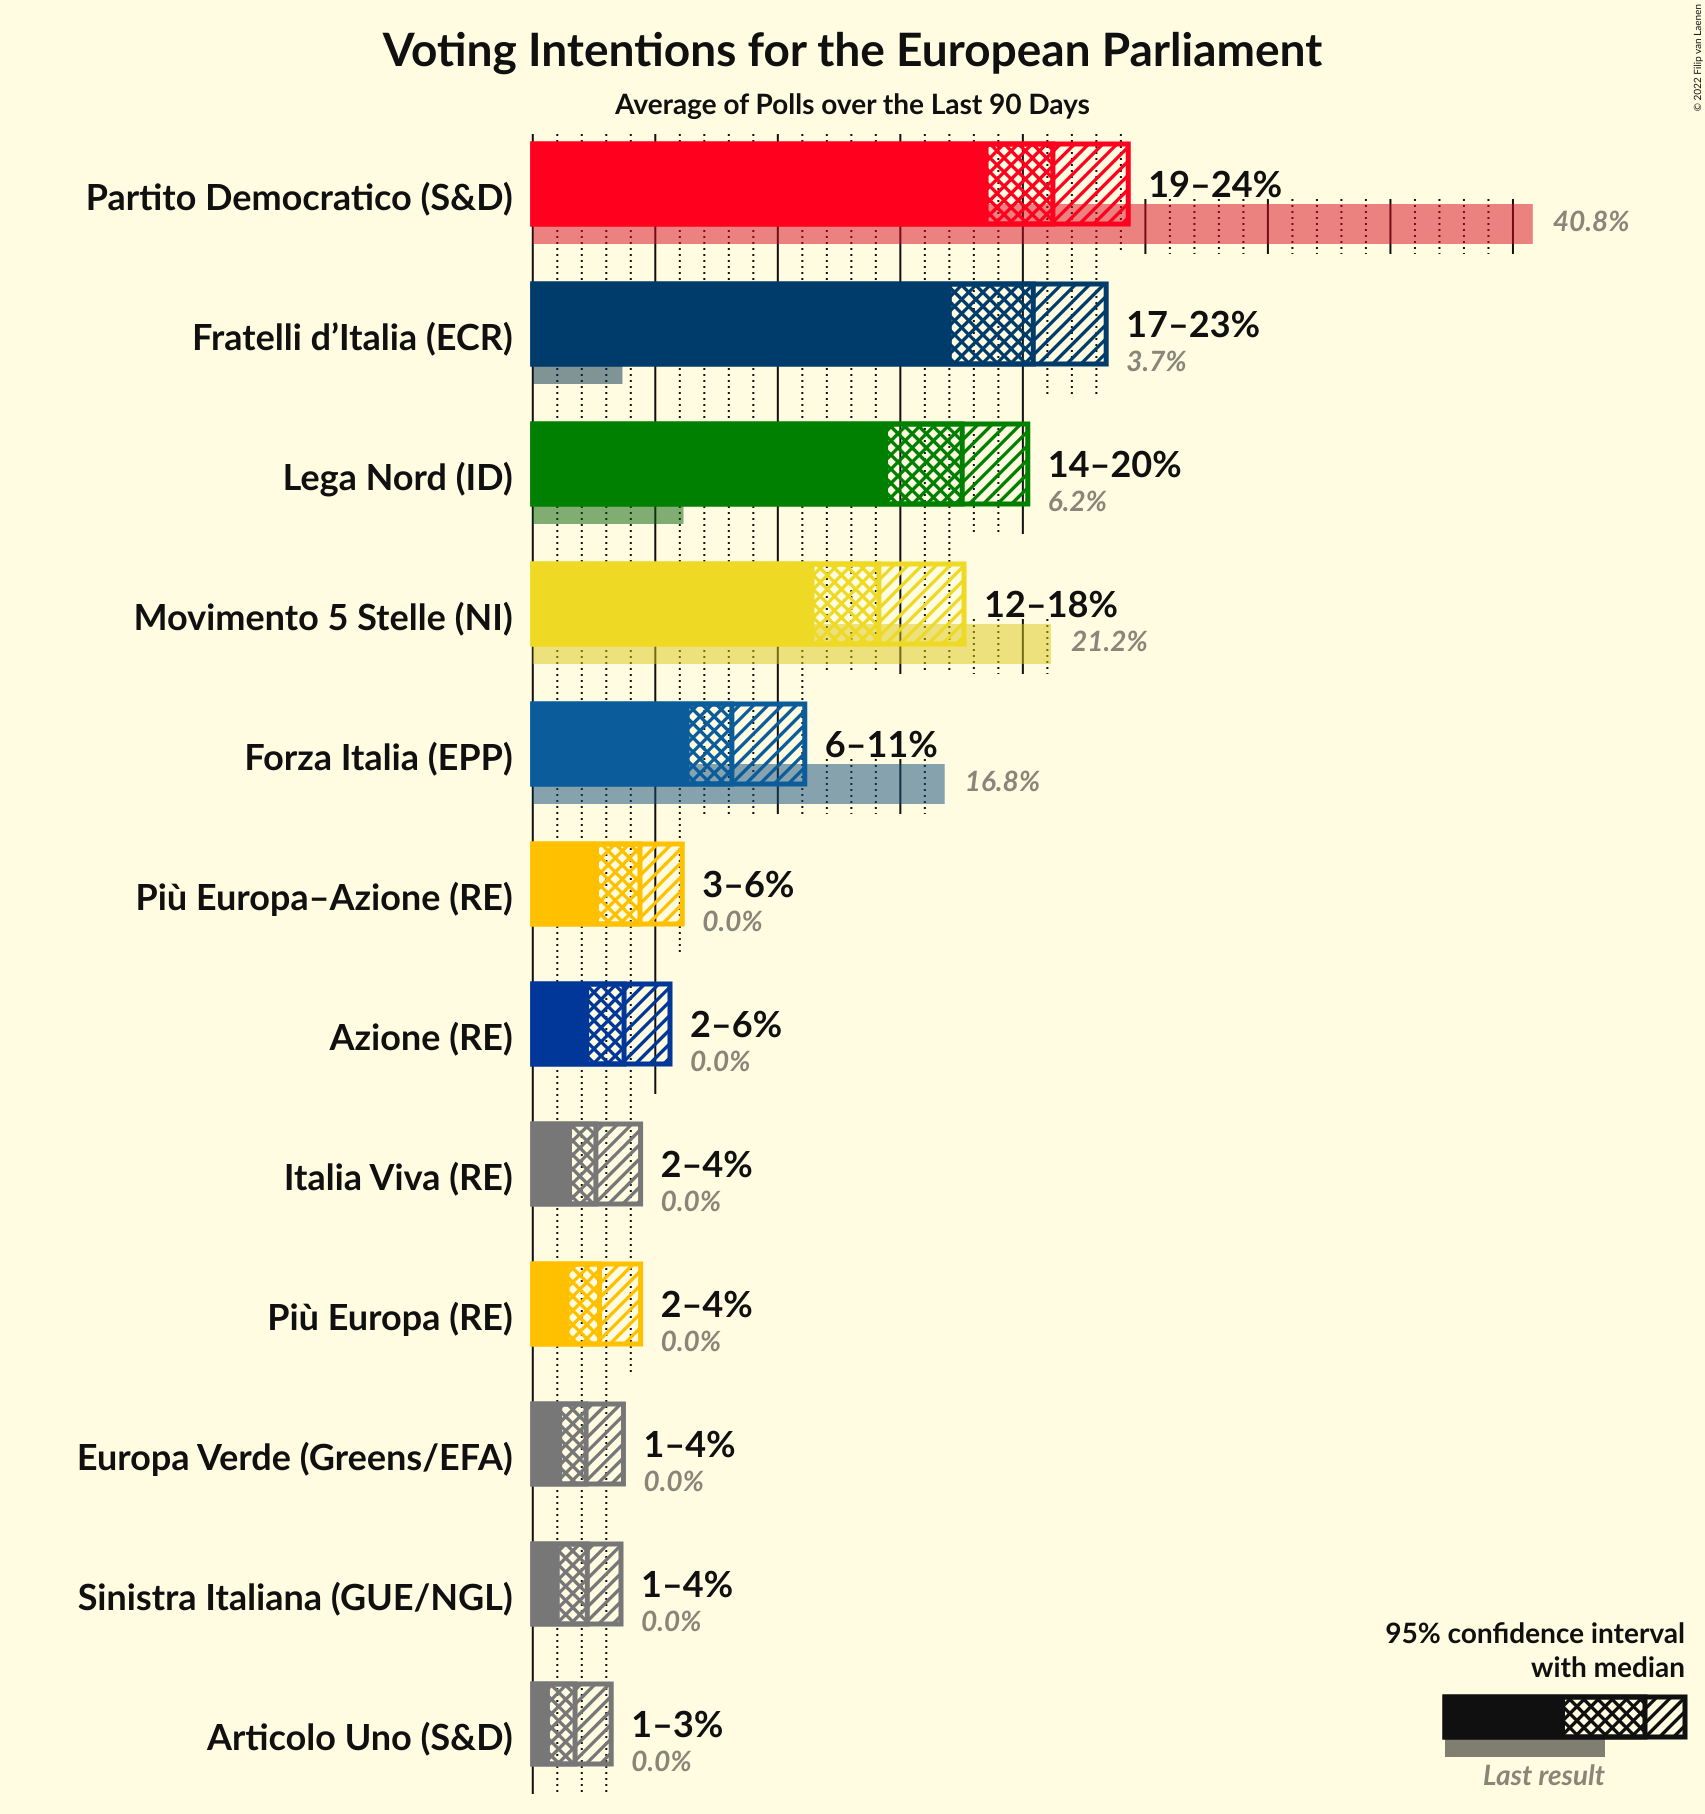 Voting Intentions for the European Parliament
Average of Polls over the Last 90 Days
© 2022 Filip van Laenen
Partito Democratico (S&D)
19–24%
40.8%
Fratelli d’Italia (ECR)
17–23%
3.7%
Lega Nord (ID)
14–20%
6.2%
Movimento 5 Stelle (NI)
12–18%
21.2%
Forza Italia (EPP)
6–11%
16.8%
Più Europa–Azione (RE)
3–6%
0.0%
Azione (RE)
2–6%
0.0%
Italia Viva (RE)
2–4%
0.0%
Più Europa (RE)
2–4%
0.0%
Europa Verde (Greens/EFA)
1–4%
0.0%
Sinistra Italiana (GUE/NGL)
1–4%
0.0%
Articolo Uno (S&D)
1–3%
0.0%
95% confidence interval
with median
Last result